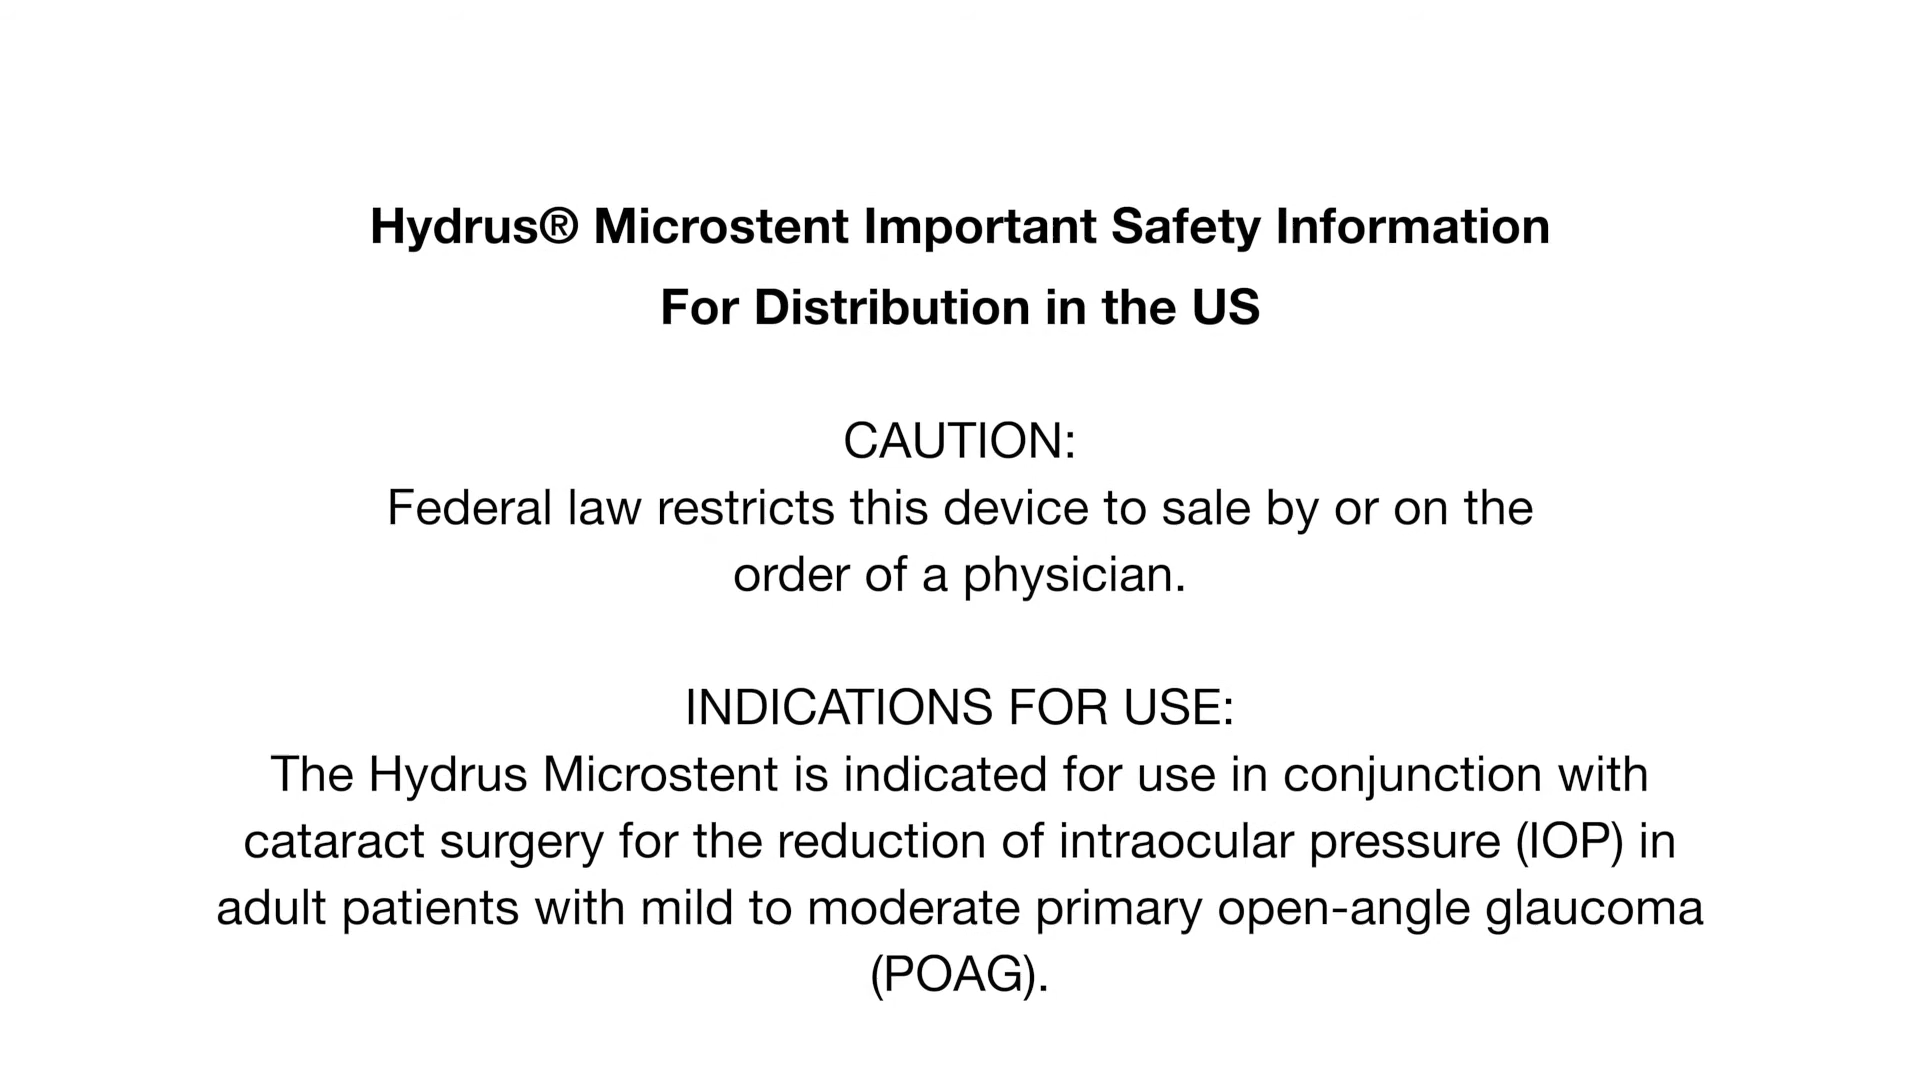 Hydrus® Microstent Important Safety Information
For Distribution in the US
CAUTION:
Federal law restricts this device to sale by or on the
order of a physician.
INDICATIONS FOR USE:
The Hydrus Microstent is indicated for use in conjunction with
cataract surgery for the reduction of intraocular pressure (IOP) in
adult patients with mild to moderate primary open-angle glaucoma
(POAG).